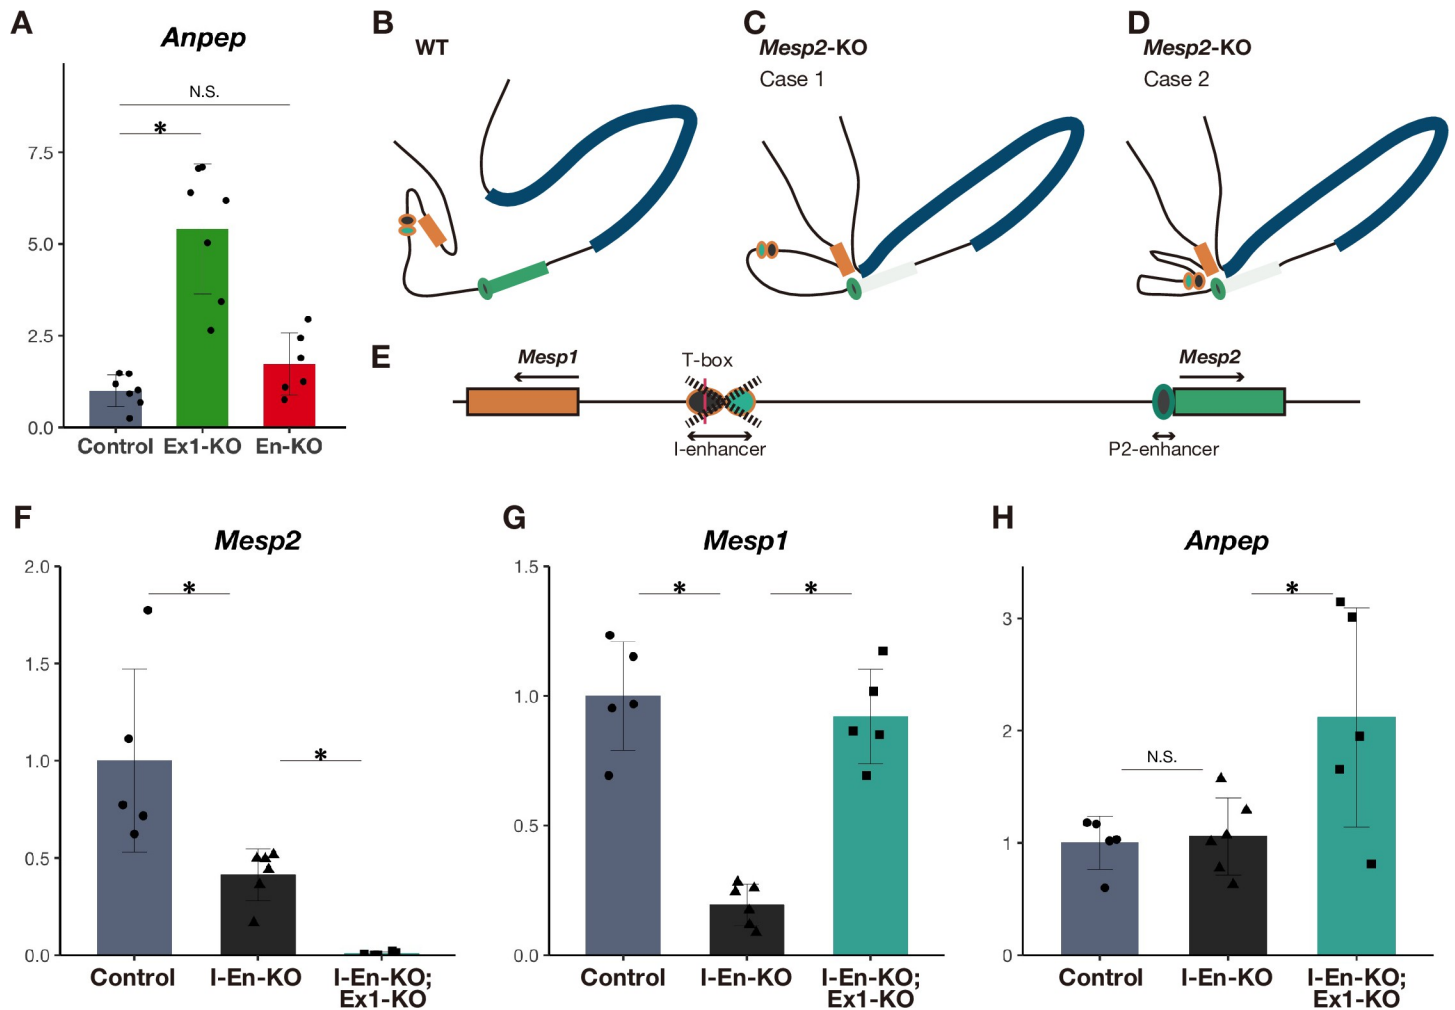 A
Anpep
N.S.
*
7.5
5.0
2.5
0.0
Control Ex1-KO En-KO
B
WT
C
Mesp2-KO
Case 1
D
Mesp2-KO
Case 2
E
Mesp1
T-box
Mesp2
I-enhancer
P2-enhancer
F
Mesp2
2.0
*
1.5
1.0
*
0.5
0.0
Control I-En-KO I-En-KO;
Ex1-KO
G
Mesp1
1.5
* *
1.0
0.5
0.0
Control I-En-KO I-En-KO;
Ex1-KO
H
Anpep
*
3
N.S.
2
1
0
Control I-En-KO I-En-KO;
Ex1-KO